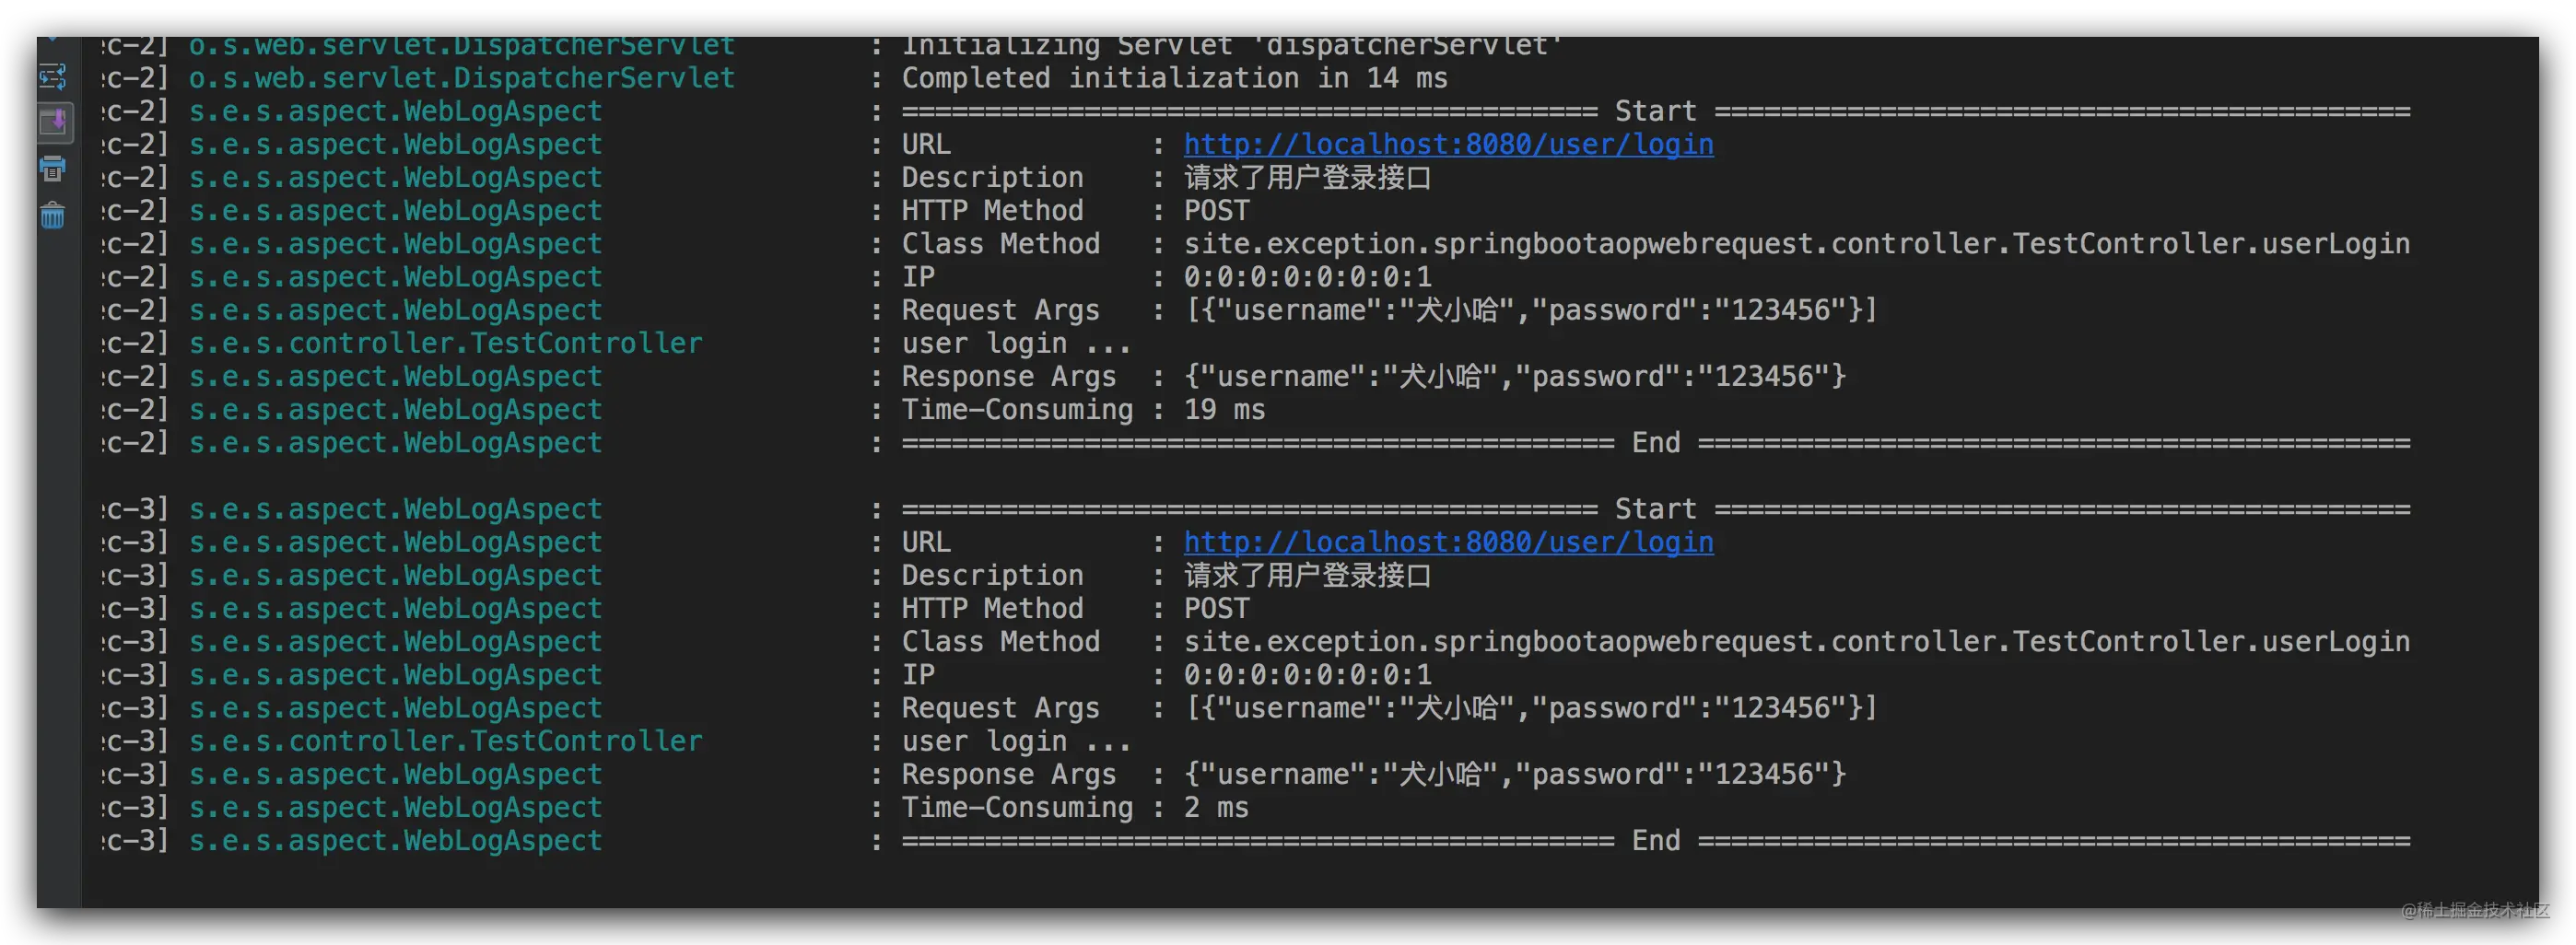 c-2] o.s.web.servlet.DispatcherServlet : Initializing Servlet 'dispatcherServlet'
c-2] o.s.web.servlet.DispatcherServlet : Completed initialization in 14 ms
c-2] s.e.s.aspect.WebLogAspect : ========================================== Start ==========================================
c-2] s.e.s.aspect.WebLogAspect : URL : http://localhost:8080/user/login
c-2] s.e.s.aspect.WebLogAspect : Description : 请求了用户登录接口
c-2] s.e.s.aspect.WebLogAspect : HTTP Method : POST
c-2] s.e.s.aspect.WebLogAspect : Class Method : site.exception.springbootaopwebrequest.controller.TestController.userLogin
c-2] s.e.s.aspect.WebLogAspect : IP : 0:0:0:0:0:0:0:1
c-2] s.e.s.aspect.WebLogAspect : Request Args : [{"username":"犬小哈","password":"123456"}]
c-2] s.e.s.controller.TestController : user login ...
c-2] s.e.s.aspect.WebLogAspect : Response Args : {"username":"犬小哈","password":"123456"}
c-2] s.e.s.aspect.WebLogAspect : Time-Consuming : 19 ms
c-2] s.e.s.aspect.WebLogAspect : =========================================== End ===========================================
c-3] s.e.s.aspect.WebLogAspect : ========================================== Start ==========================================
c-3] s.e.s.aspect.WebLogAspect : URL : http://localhost:8080/user/login
c-3] s.e.s.aspect.WebLogAspect : Description : 请求了用户登录接口
c-3] s.e.s.aspect.WebLogAspect : HTTP Method : POST
c-3] s.e.s.aspect.WebLogAspect : Class Method : site.exception.springbootaopwebrequest.controller.TestController.userLogin
c-3] s.e.s.aspect.WebLogAspect : IP : 0:0:0:0:0:0:0:1
c-3] s.e.s.aspect.WebLogAspect : Request Args : [{"username":"犬小哈","password":"123456"}]
c-3] s.e.s.controller.TestController : user login ...
c-3] s.e.s.aspect.WebLogAspect : Response Args : {"username":"犬小哈","password":"123456"}
c-3] s.e.s.aspect.WebLogAspect : Time-Consuming : 2 ms
c-3] s.e.s.aspect.WebLogAspect : =========================================== End ===========================================
@稀土掘金技术社区